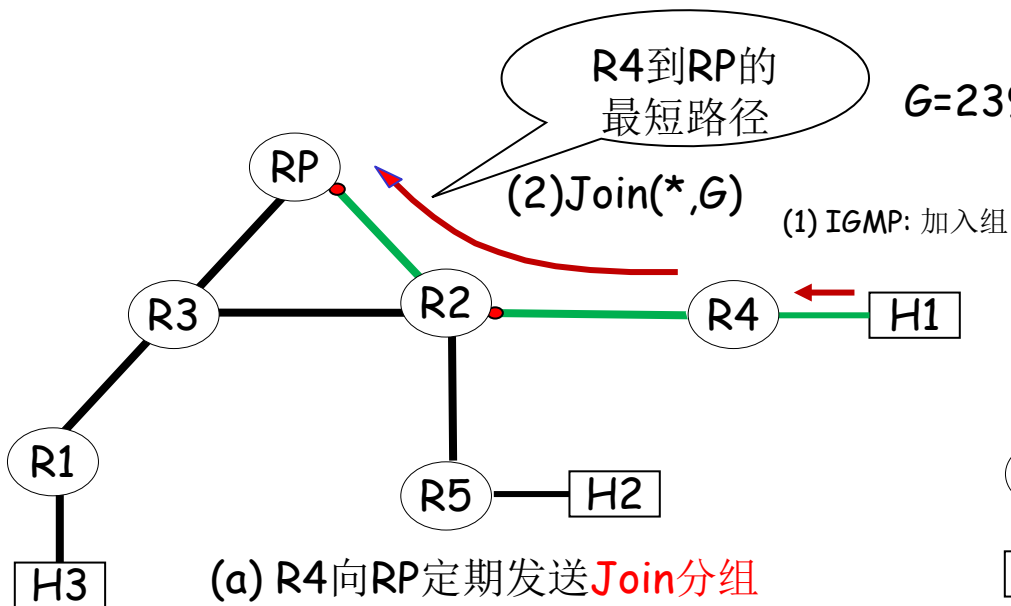 R4到RP的
最短路径
G=239
RP
(2)Join(*,G)
(1) IGMP: 加入组
R3
R2
R4
H1
R1
R5
H2
H3
(a) R4向RP定期发送Join分组